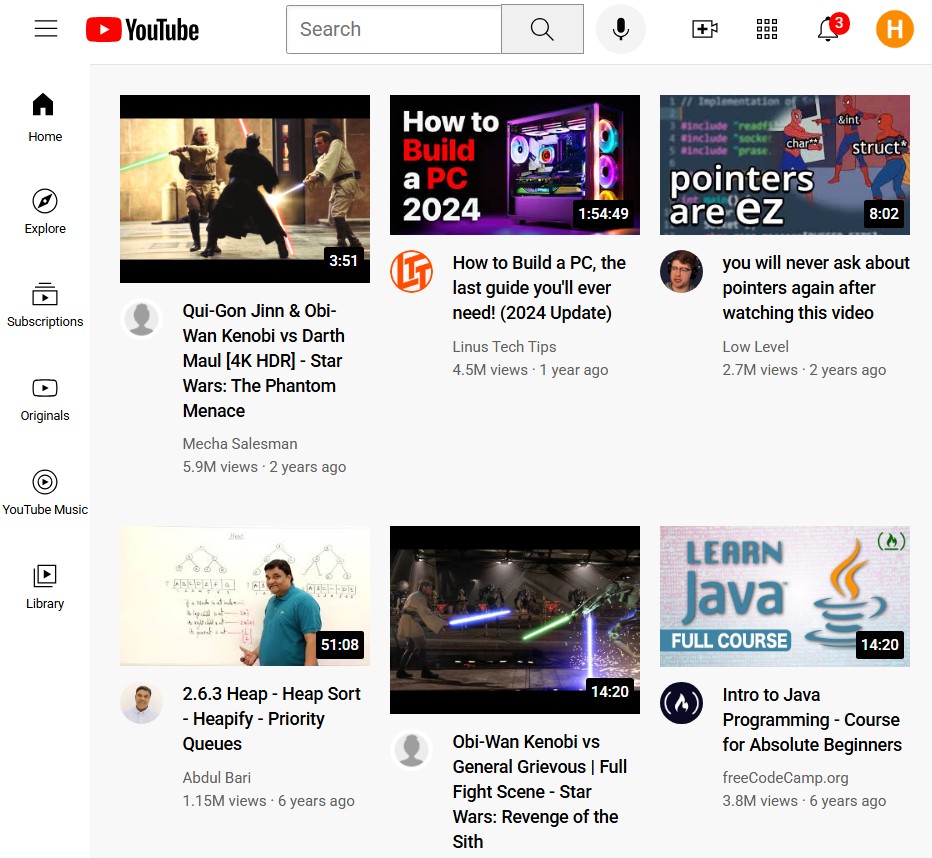 YouTube
Search
3
H
Home
Explore
Subscriptions
Originals
YouTube Music
Library
3:51
Qui-Gon Jinn & Obi-
Wan Kenobi vs Darth
Maul [4K HDR] - Star
Wars: The Phantom
Menace
Mecha Salesman
5.9M views · 2 years ago
How to
Build
a PC
2024
1:54:49
LTT
How to Build a PC, the
last guide you'll ever
need! (2024 Update)
Linus Tech Tips
4.5M views · 1 year ago
// Implementation of
#include "readfi
#include "socke
#include "prase.
&int
char**
struct*
pointers
are ez
8:02
you will never ask about
pointers again after
watching this video
Low Level
2.7M views · 2 years ago
Heap
51:08
2.6.3 Heap - Heap Sort
- Heapify - Priority
Queues
Abdul Bari
1.15M views · 6 years ago
14:20
Obi-Wan Kenobi vs
General Grievous | Full
Fight Scene - Star
Wars: Revenge of the
Sith
LEARN
Java
FULL COURSE
14:20
Intro to Java
Programming - Course
for Absolute Beginners
freeCodeCamp.org
3.8M views · 6 years ago